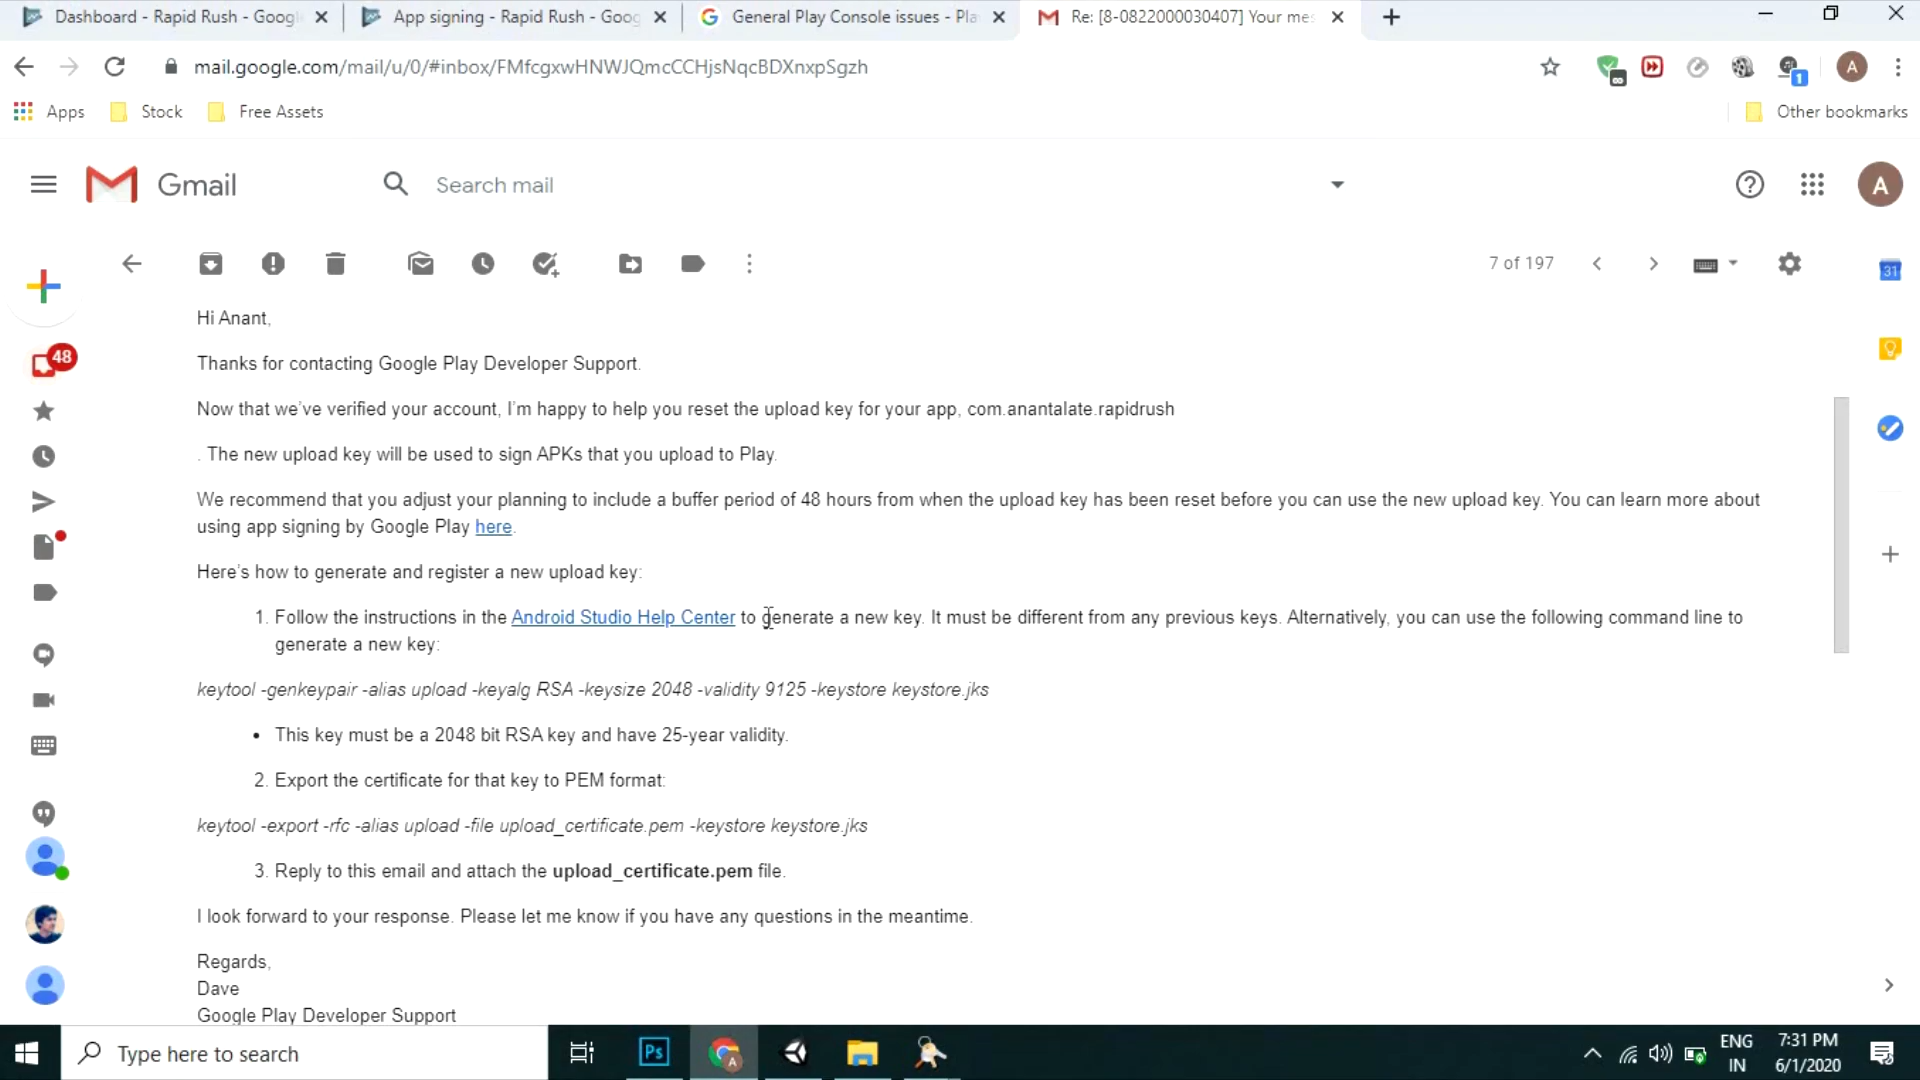 Dashboard - Rapid Rush - Google
App signing - Rapid Rush - Goog
General Play Console issues - Pla
Re: [8-0822000030407] Your mes
mail.google.com/mail/u/0/#inbox/FMfcgxwHNWJQmcCCHjsNqcBDXnxpSgzh
1
A
Apps
Stock
Free Assets
Other bookmarks
Gmail
Search mail
A
7 of 197
31
48
Hi Anant,
Thanks for contacting Google Play Developer Support.
Now that we've verified your account, I'm happy to help you reset the upload key for your app, com.anantalate.rapidrush
. The new upload key will be used to sign APKs that you upload to Play.
We recommend that you adjust your planning to include a buffer period of 48 hours from when the upload key has been reset before you can use the new upload key. You can learn more about
using app signing by Google Play here.
Here's how to generate and register a new upload key:
1. Follow the instructions in the Android Studio Help Center to generate a new key. It must be different from any previous keys. Alternatively, you can use the following command line to
generate a new key:
keytool -genkeypair -alias upload -keyalg RSA -keysize 2048 -validity 9125 -keystore keystore.jks
• This key must be a 2048 bit RSA key and have 25-year validity.
2. Export the certificate for that key to PEM format:
keytool -export -rfc -alias upload -file upload_certificate.pem -keystore keystore.jks
3. Reply to this email and attach the upload_certificate.pem file.
I look forward to your response. Please let me know if you have any questions in the meantime.
Regards,
Dave
Google Play Developer Support
Type here to search
Ps
A
ENG
IN
7:31 PM
6/1/2020